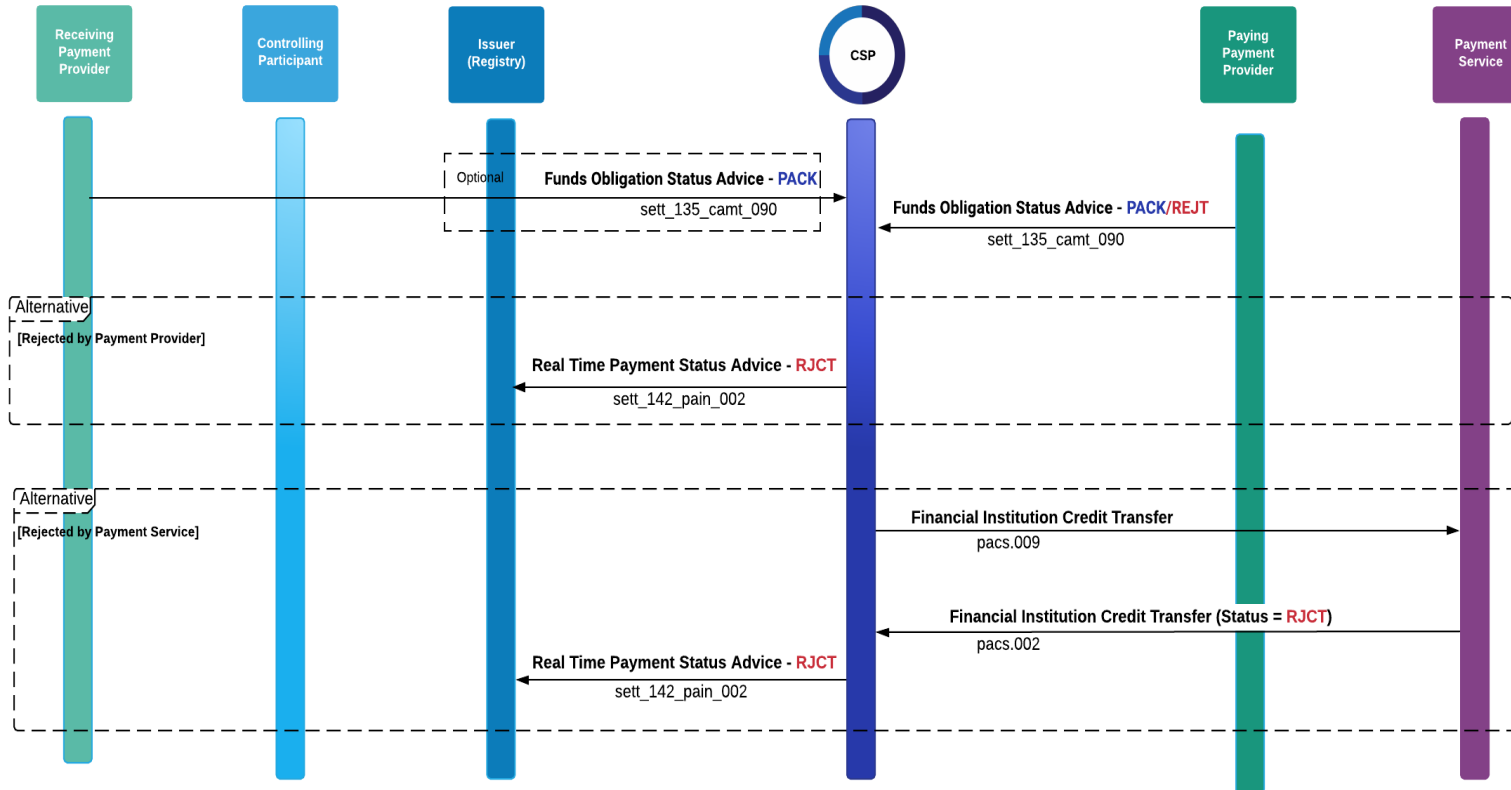 Receiving
Payment
Provider
Controlling
Participant
Issuer
(Registry)
CSP
Paying
Payment
Provider
Payment
Service
Optional
Funds Obligation Status Advice - PACK
sett_135_camt_090
Funds Obligation Status Advice - PACK/REJT
sett_135_camt_090
Alternative
[Rejected by Payment Provider]
Real Time Payment Status Advice - RJCT
sett_142_pain_002
Alternative
[Rejected by Payment Service]
Financial Institution Credit Transfer
pacs.009
Financial Institution Credit Transfer (Status = RJCT)
pacs.002
Real Time Payment Status Advice - RJCT
sett_142_pain_002